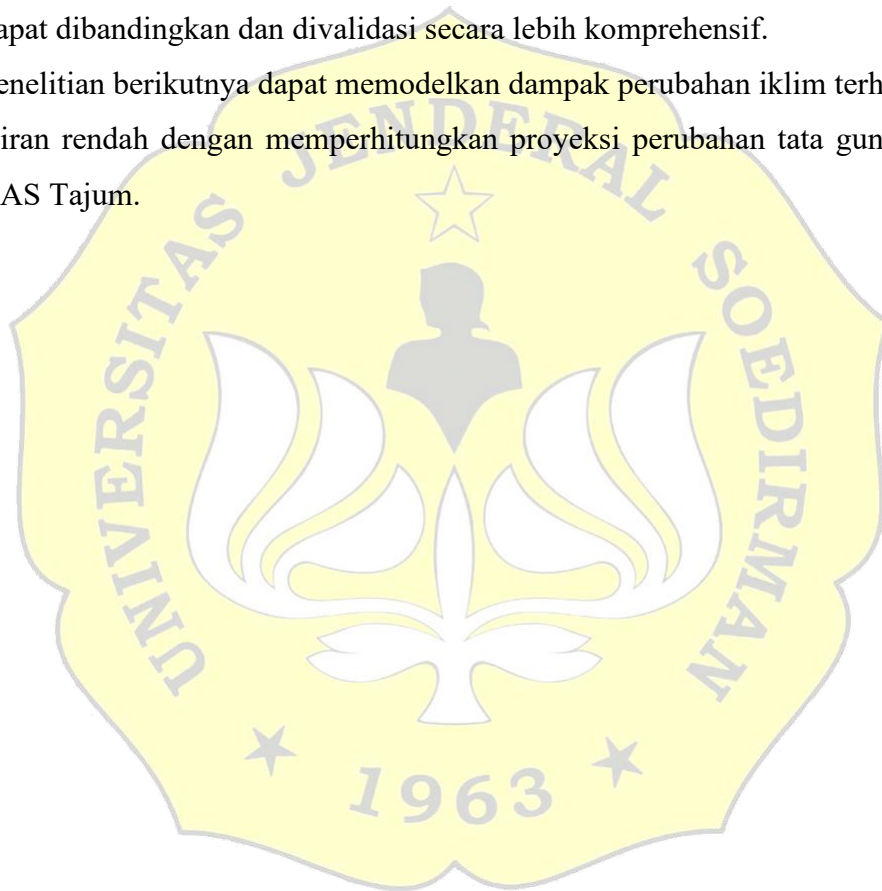 apat dibandingkan dan divalidasi secara lebih komprehensif.
enelitian berikutnya dapat memodelkan dampak perubahan iklim terh
iran rendah dengan memperhitungkan proyeksi perubahan tata gun
AS Tajum.
UNIVERSITAS JENDERAL SOEDIRMAN
1963